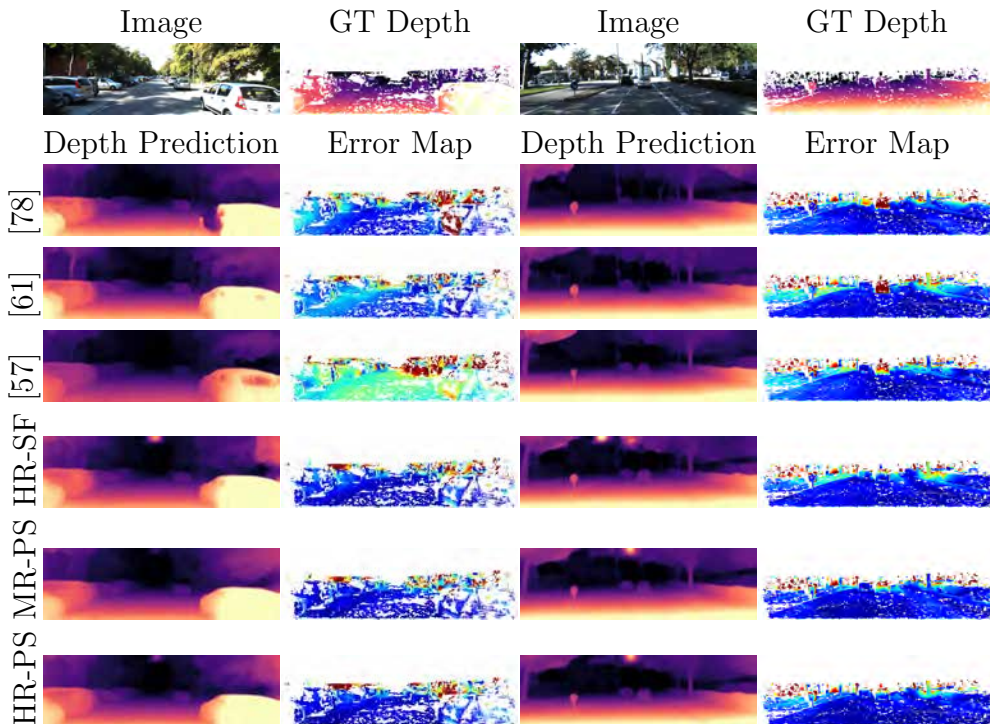 Image GT Depth Image GT Depth
Depth Prediction Error Map Depth Prediction Error Map
[78]
[61]
[57]
HR-SF
MR-PS
HR-PS